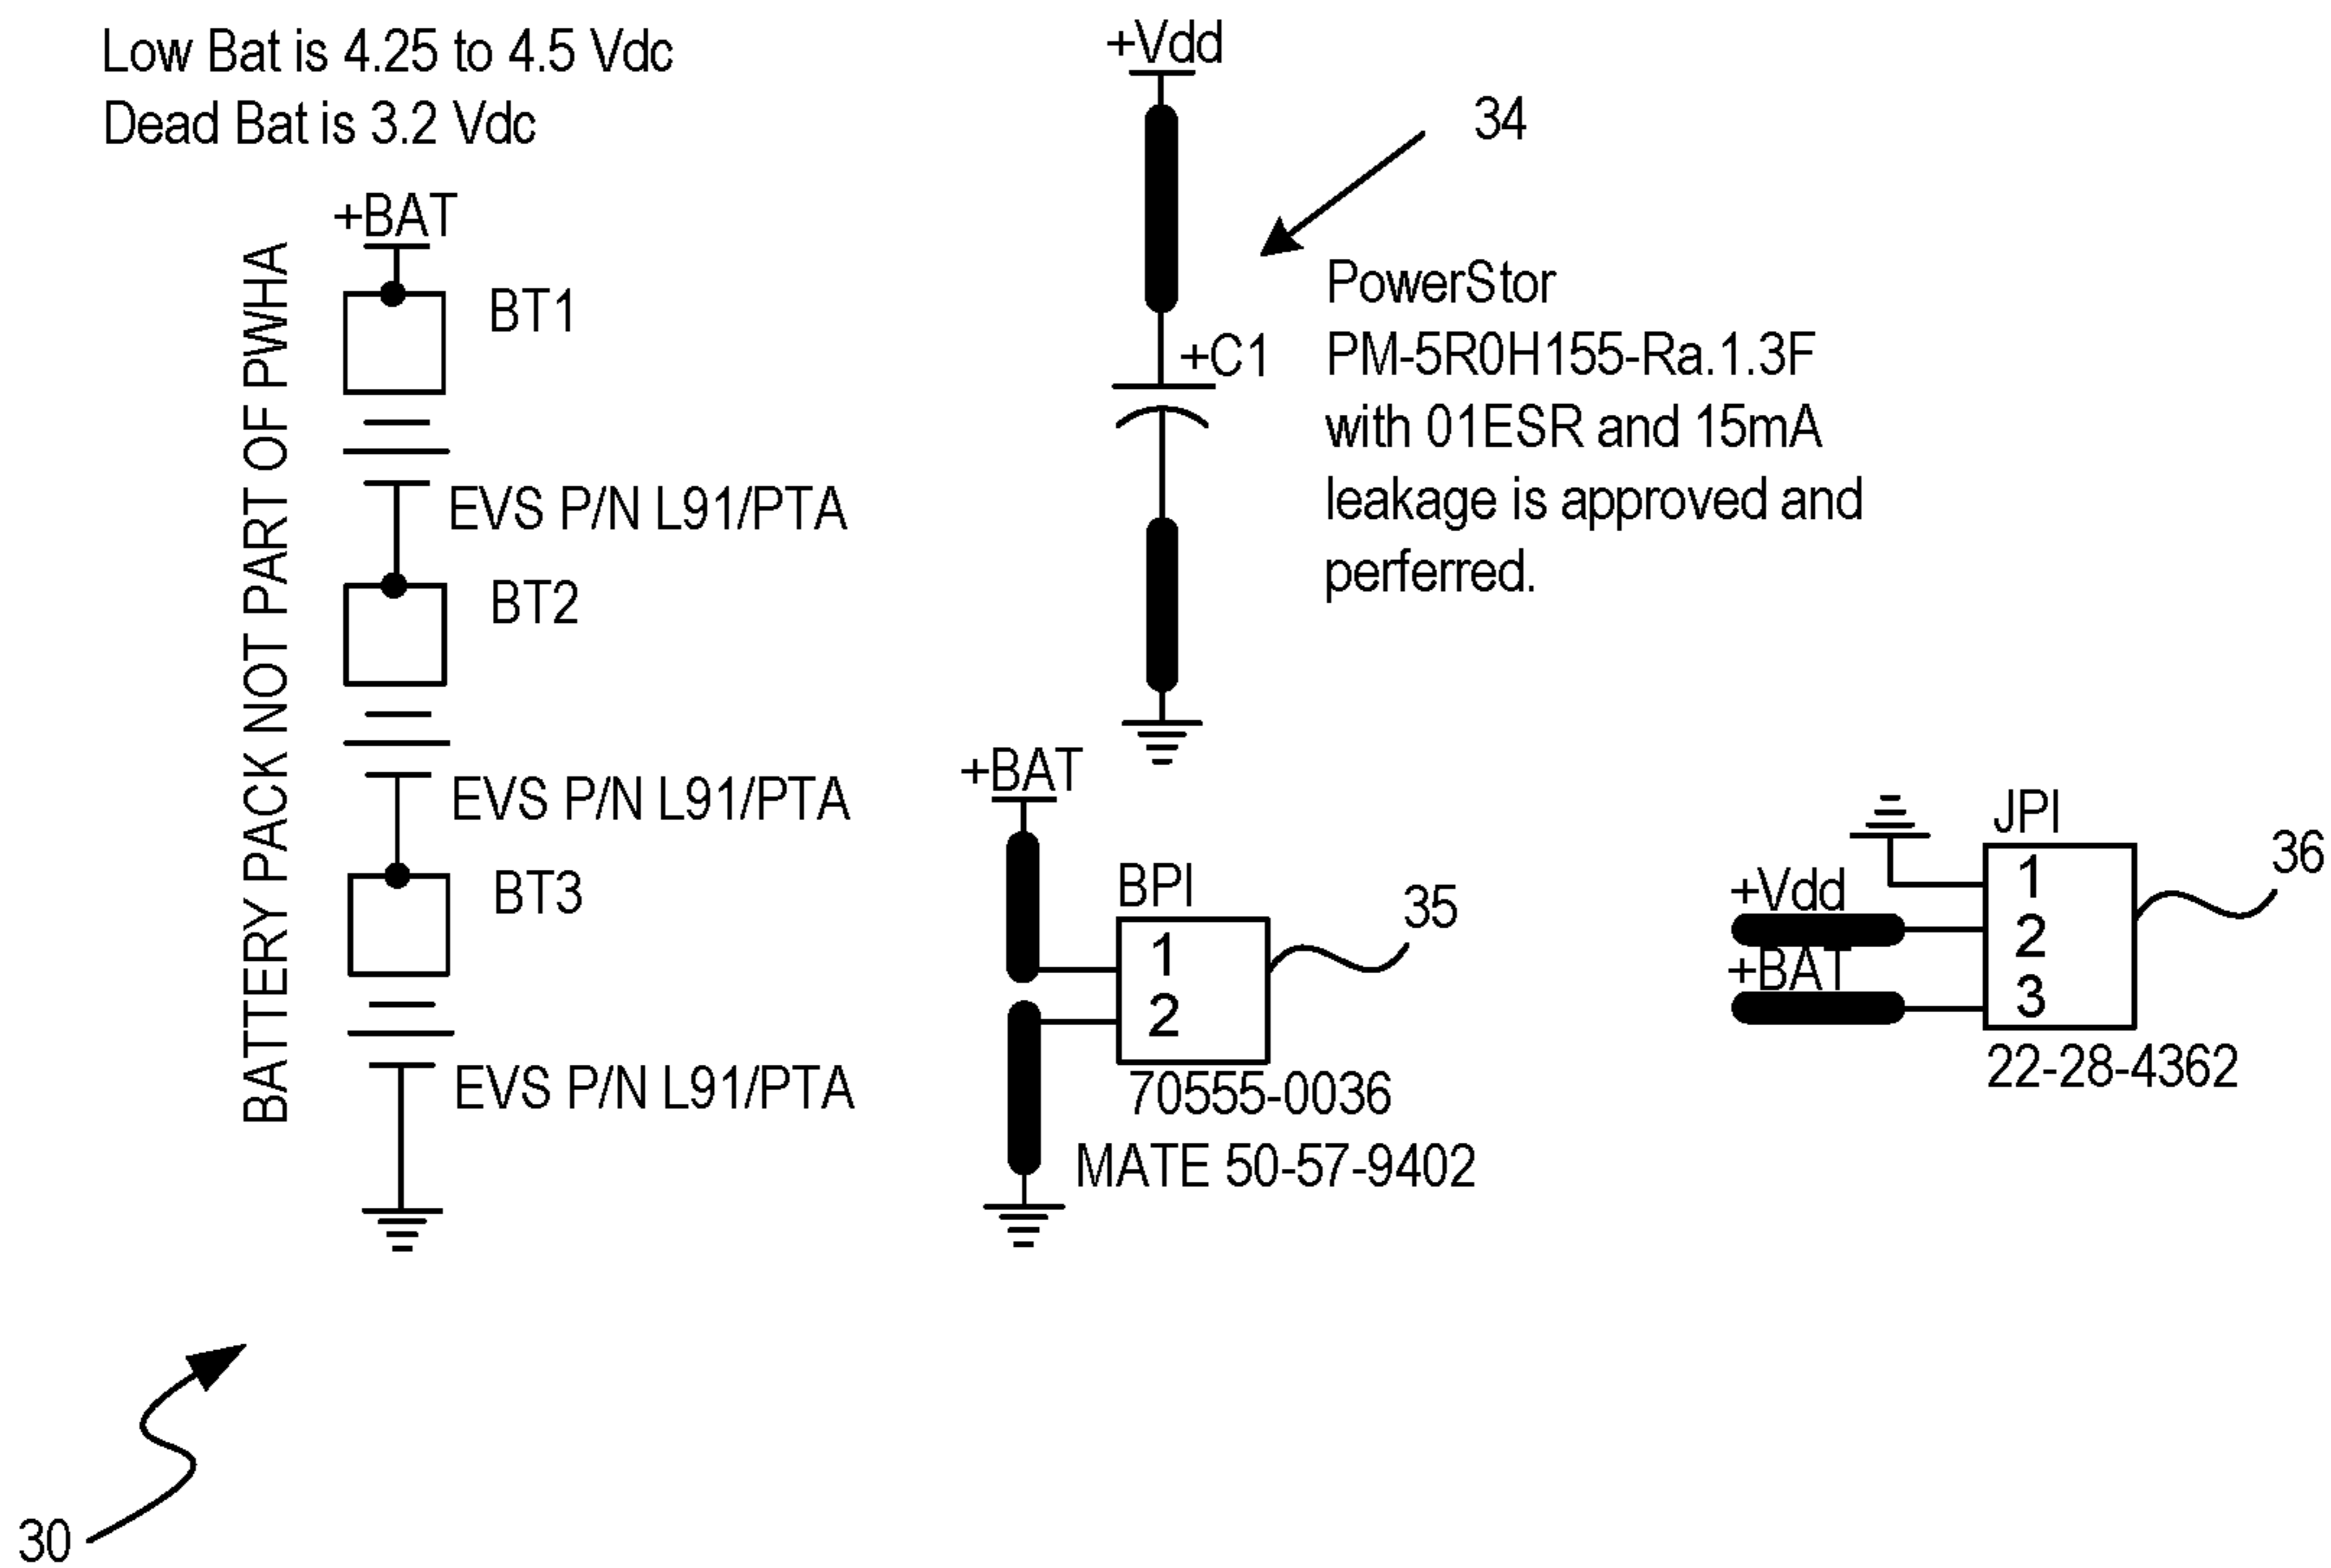 Low Bat is 4.25 to 4.5 Vdc
Dead Bat is 3.2 Vdc
+BAT
BATTERY PACK NOT PART OF PWHA
BT1
EVS P/N L91/PTA
BT2
EVS P/N L91/PTA
BT3
EVS P/N L91/PTA
30
+Vdd
34
+C1
PowerStor
PM-5R0H155-Ra.1.3F
with 01ESR and 15mA
leakage is approved and
perferred.
+BAT
BPI
1
2
35
70555-0036
MATE 50-57-9402
JPI
1
+Vdd
2
+BAT
3
36
22-28-4362